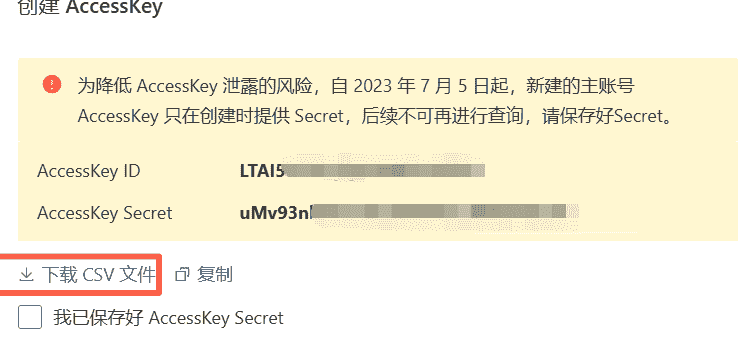 创建 AccessKey
为降低 AccessKey 泄露的风险，自 2023 年 7 月 5 日起，新建的主账号
AccessKey 只在创建时提供 Secret，后续不可再进行查询，请保存好Secret。
AccessKey ID LTAI5
AccessKey Secret uMv93n
下载 CSV 文件 复制
我已保存好 AccessKey Secret